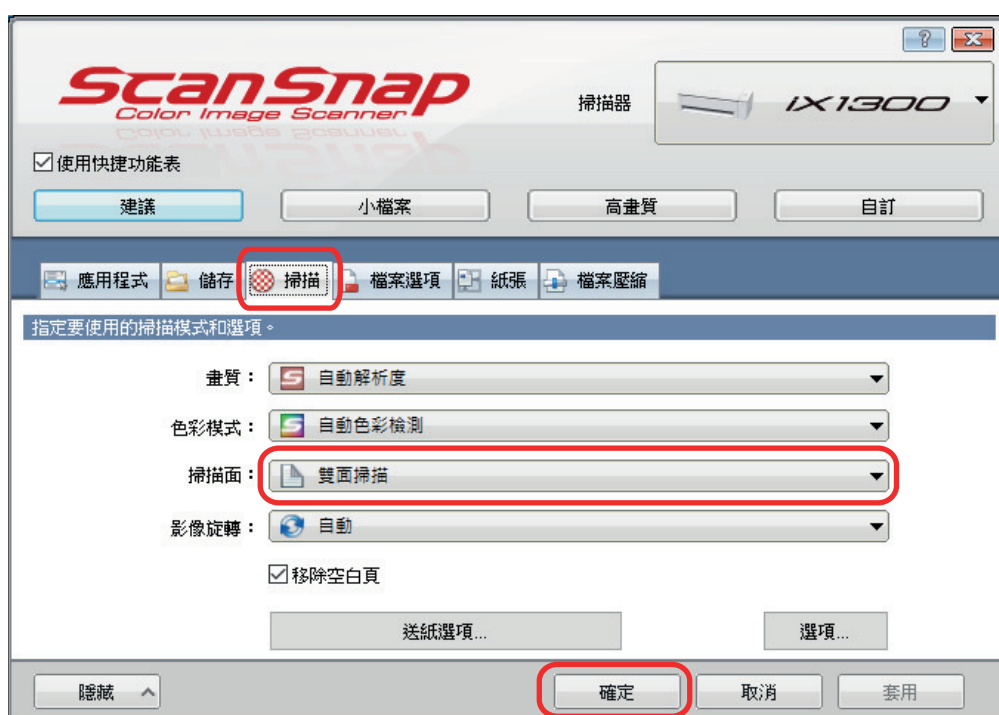 ScanSnap
Color Image Scanner
掃描器
iX1300
使用快捷功能表
建議
小檔案
高畫質
自訂
應用程式
儲存
掃描
檔案選項
紙張
檔案壓縮
指定要使用的掃描模式和選項。
畫質：
自動解析度
色彩模式：
自動色彩檢測
掃描面：
雙面掃描
影像旋轉：
自動
移除空白頁
送紙選項...
選項...
隱藏
確定
取消
套用